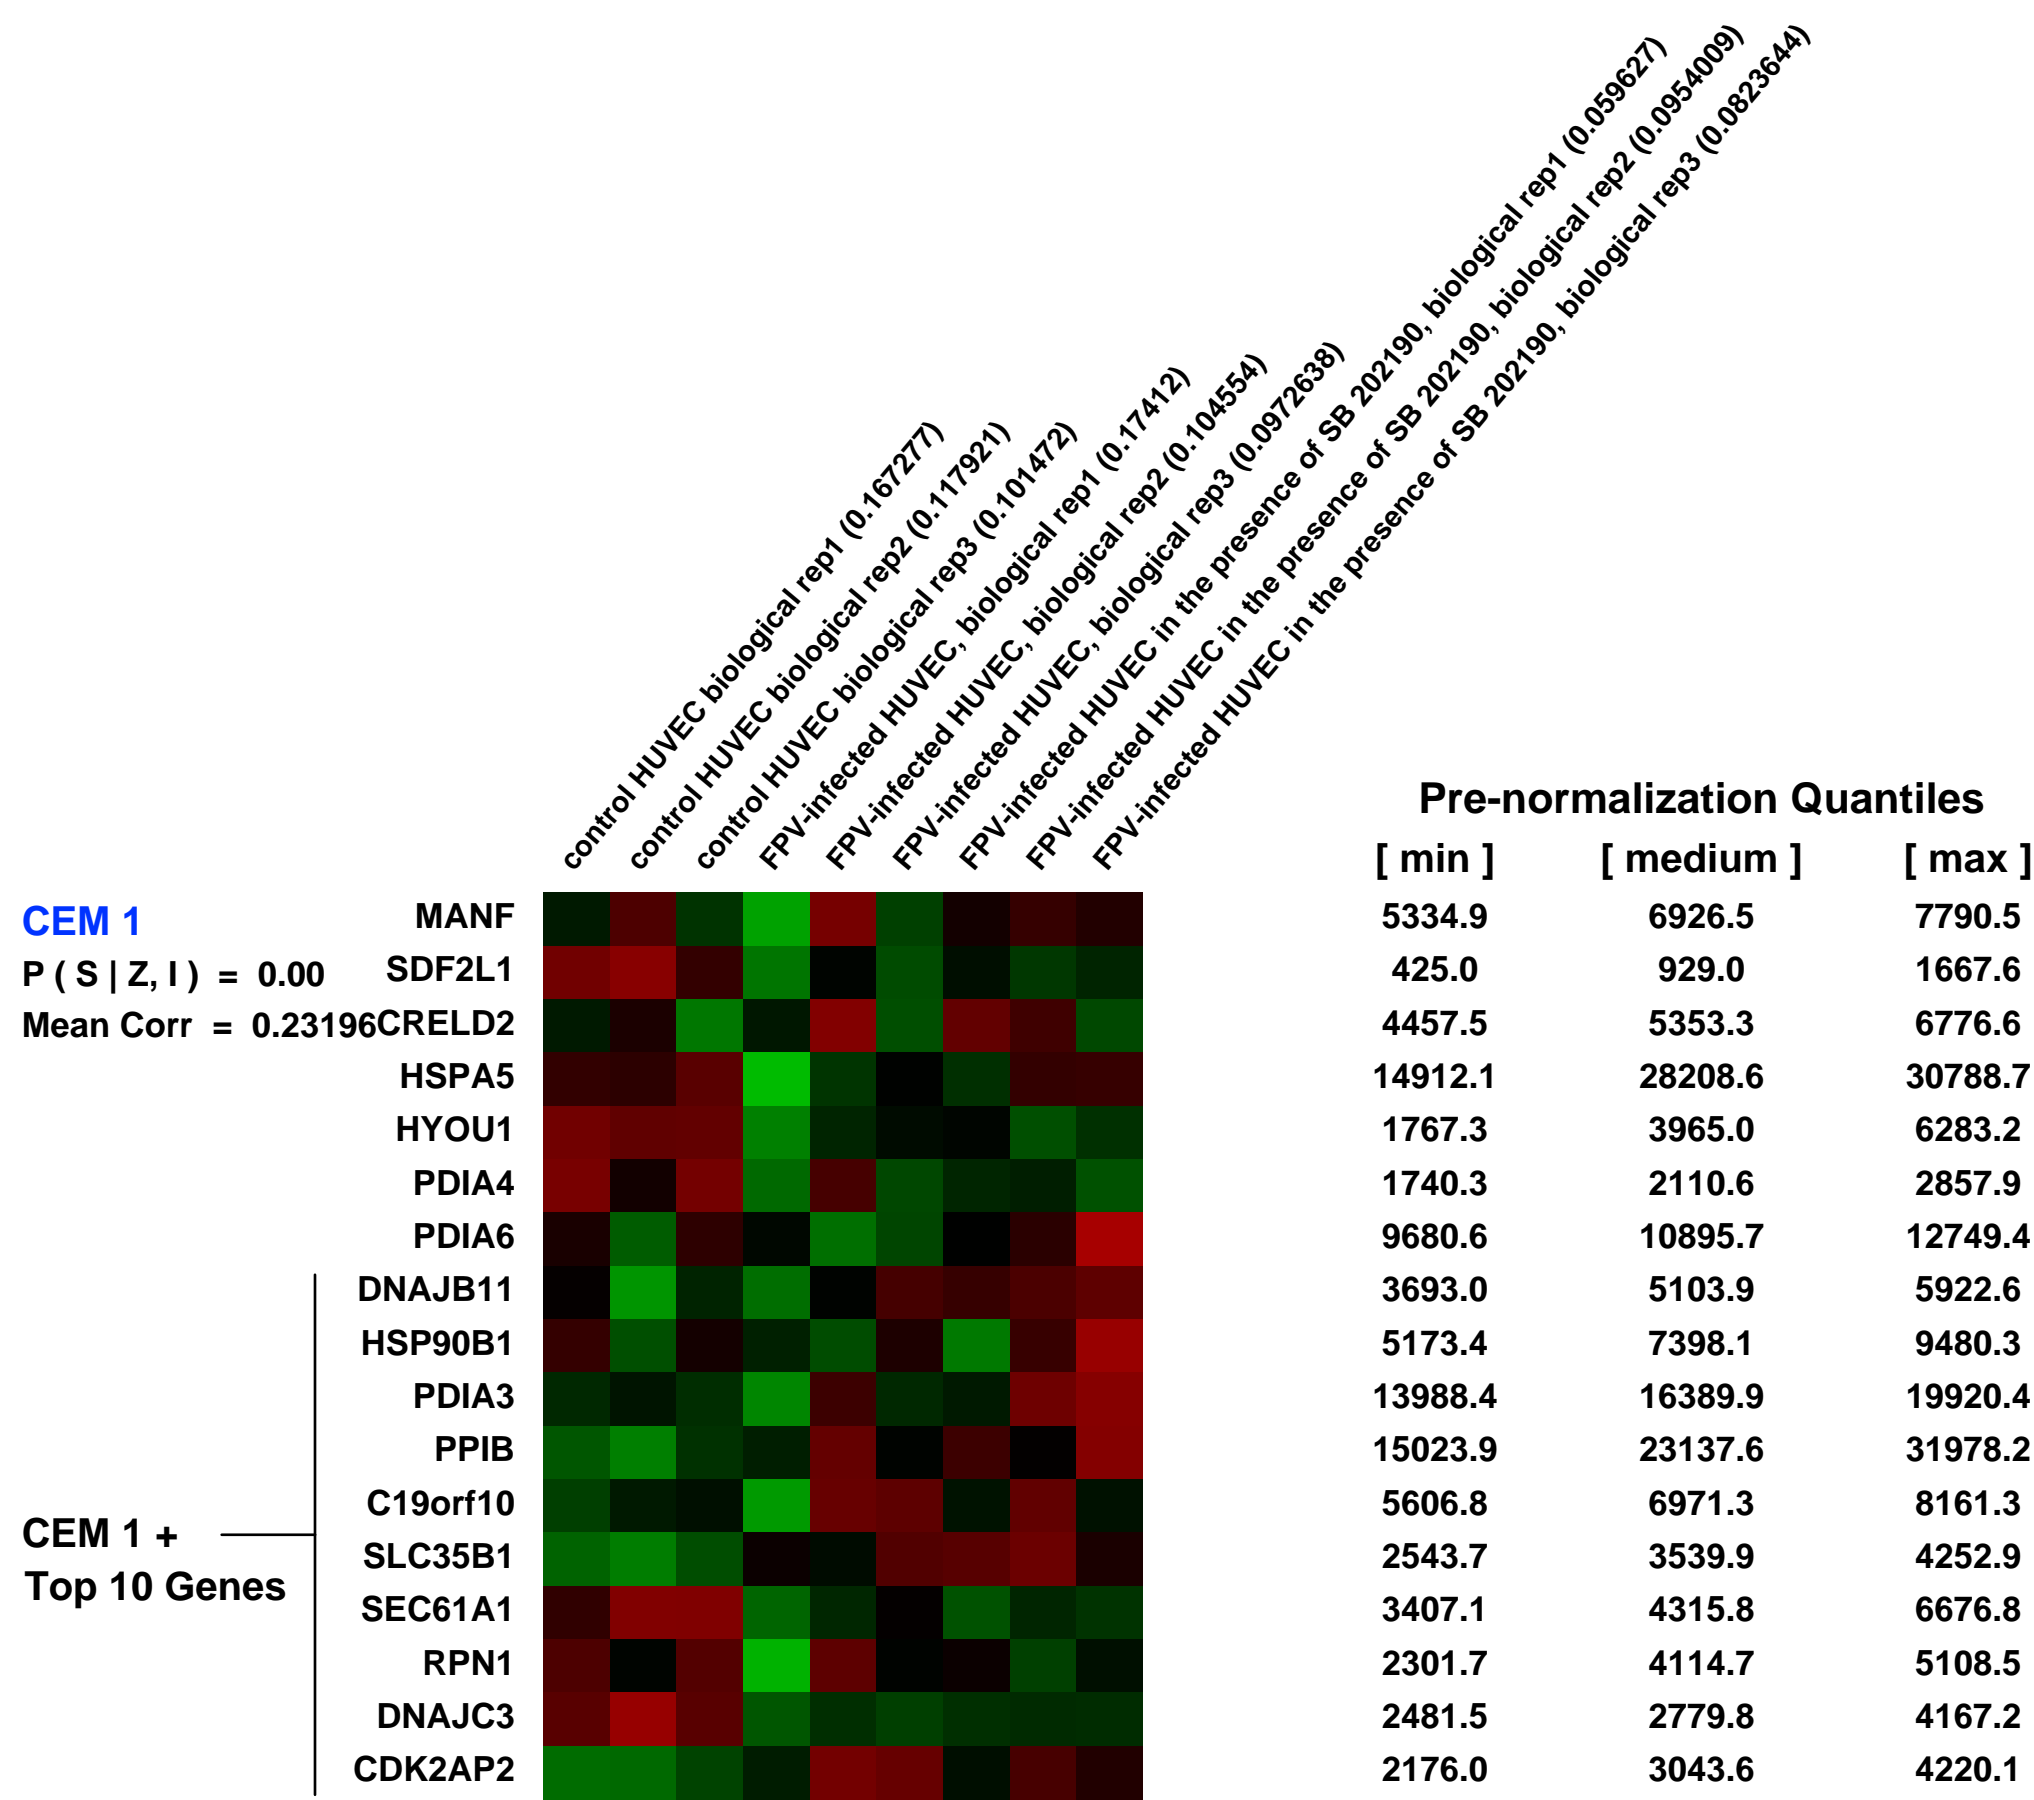 control HUVEC biological rep1 (0.167277)
control HUVEC biological rep2 (0.117921)
control HUVEC biological rep3 (0.101472)
FPV-infected HUVEC, biological rep1 (0.17412)
FPV-infected HUVEC, biological rep2 (0.104554)
FPV-infected HUVEC, biological rep3 (0.0972638)
FPV-infected HUVEC in the presence of SB 202190, biological rep1 (0.059627)
FPV-infected HUVEC in the presence of SB 202190, biological rep2 (0.0954009)
FPV-infected HUVEC in the presence of SB 202190, biological rep3 (0.0823644)
Pre-normalization Quantiles
[ min ] [ medium ] [ max ]
CEM 1
P ( S | Z, I ) = 0.00
Mean Corr = 0.23196
MANF 5334.9 6926.5 7790.5
SDF2L1 425.0 929.0 1667.6
CRELD2 4457.5 5353.3 6776.6
HSPA5 14912.1 28208.6 30788.7
HYOU1 1767.3 3965.0 6283.2
PDIA4 1740.3 2110.6 2857.9
PDIA6 9680.6 10895.7 12749.4
DNAJB11 3693.0 5103.9 5922.6
HSP90B1 5173.4 7398.1 9480.3
PDIA3 13988.4 16389.9 19920.4
PPIB 15023.9 23137.6 31978.2
C19orf10 5606.8 6971.3 8161.3
SLC35B1 2543.7 3539.9 4252.9
SEC61A1 3407.1 4315.8 6676.8
RPN1 2301.7 4114.7 5108.5
DNAJC3 2481.5 2779.8 4167.2
CDK2AP2 2176.0 3043.6 4220.1
CEM 1 +
Top 10 Genes